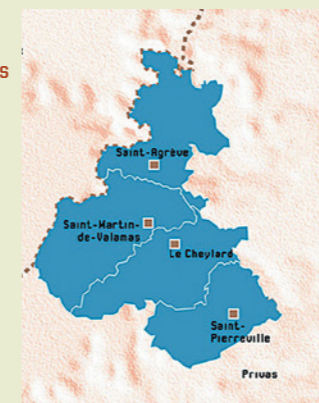 S
Saint-Agrève
Saint-Martin-
de-Valamas
Le Cheylard
Saint-
Pierreville
Privas